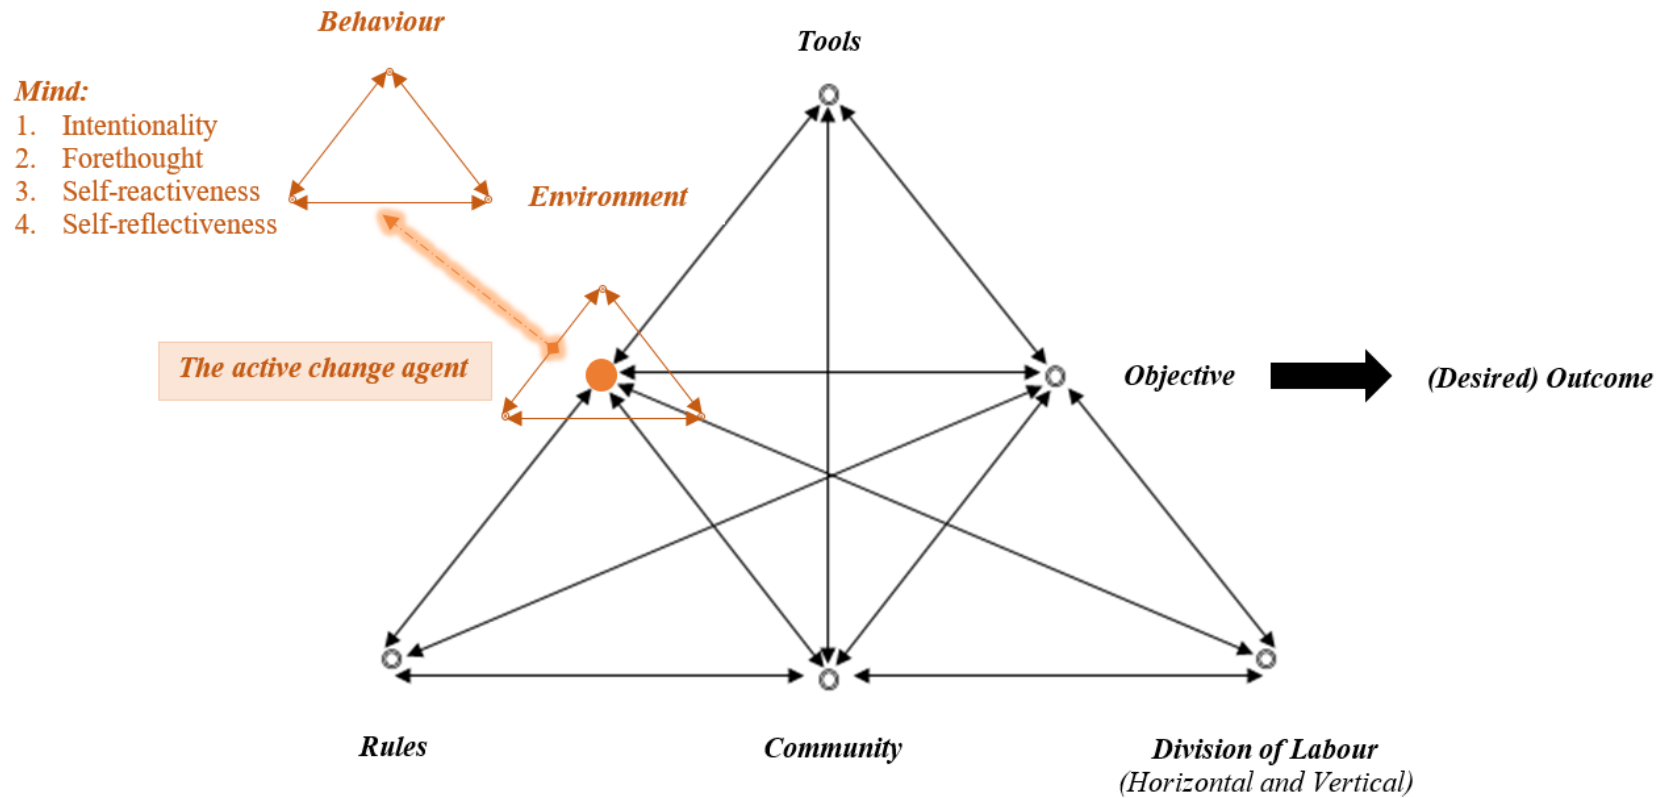 Behaviour
Tools
Mind:
1. Intentionality
2. Forethought
3. Self-reactiveness
4. Self-reflectiveness
Environment
The active change agent
Objective
(Desired) Outcome
Rules
Community
Division of Labour
(Horizontal and Vertical)